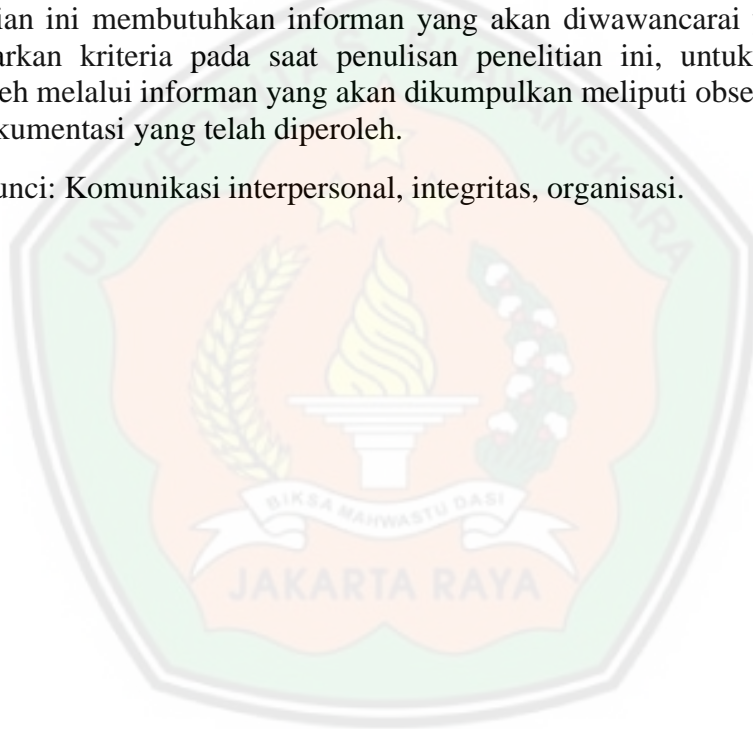 ian ini membutuhkan informan yang akan diwawancarai
arkan kriteria pada saat penulisan penelitian ini, untuk
eh melalui informan yang akan dikumpulkan meliputi obse
kumentasi yang telah diperoleh.
unci: Komunikasi interpersonal, integritas, organisasi.
BIKSA MAHWASTU DASI
JAKARTA RAYA